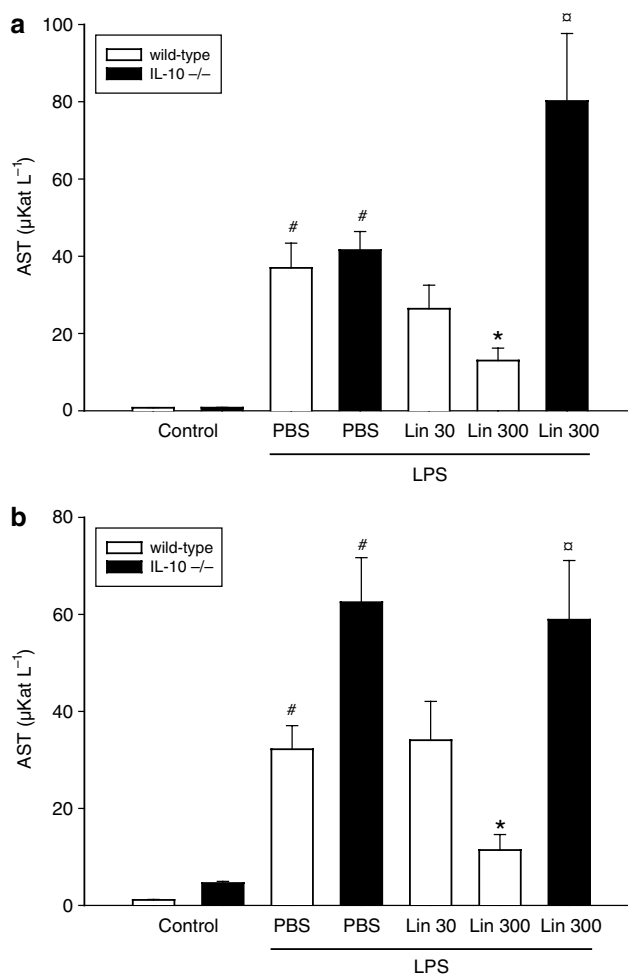 a
100
80
60
40
20
0
AST (µKat L⁻¹)
wild-type
IL-10 –/–
#
#
*
¤
Control PBS PBS Lin 30 Lin 300 Lin 300
LPS
b
80
60
40
20
0
AST (µKat L⁻¹)
wild-type
IL-10 –/–
#
#
*
¤
Control PBS PBS Lin 30 Lin 300 Lin 300
LPS